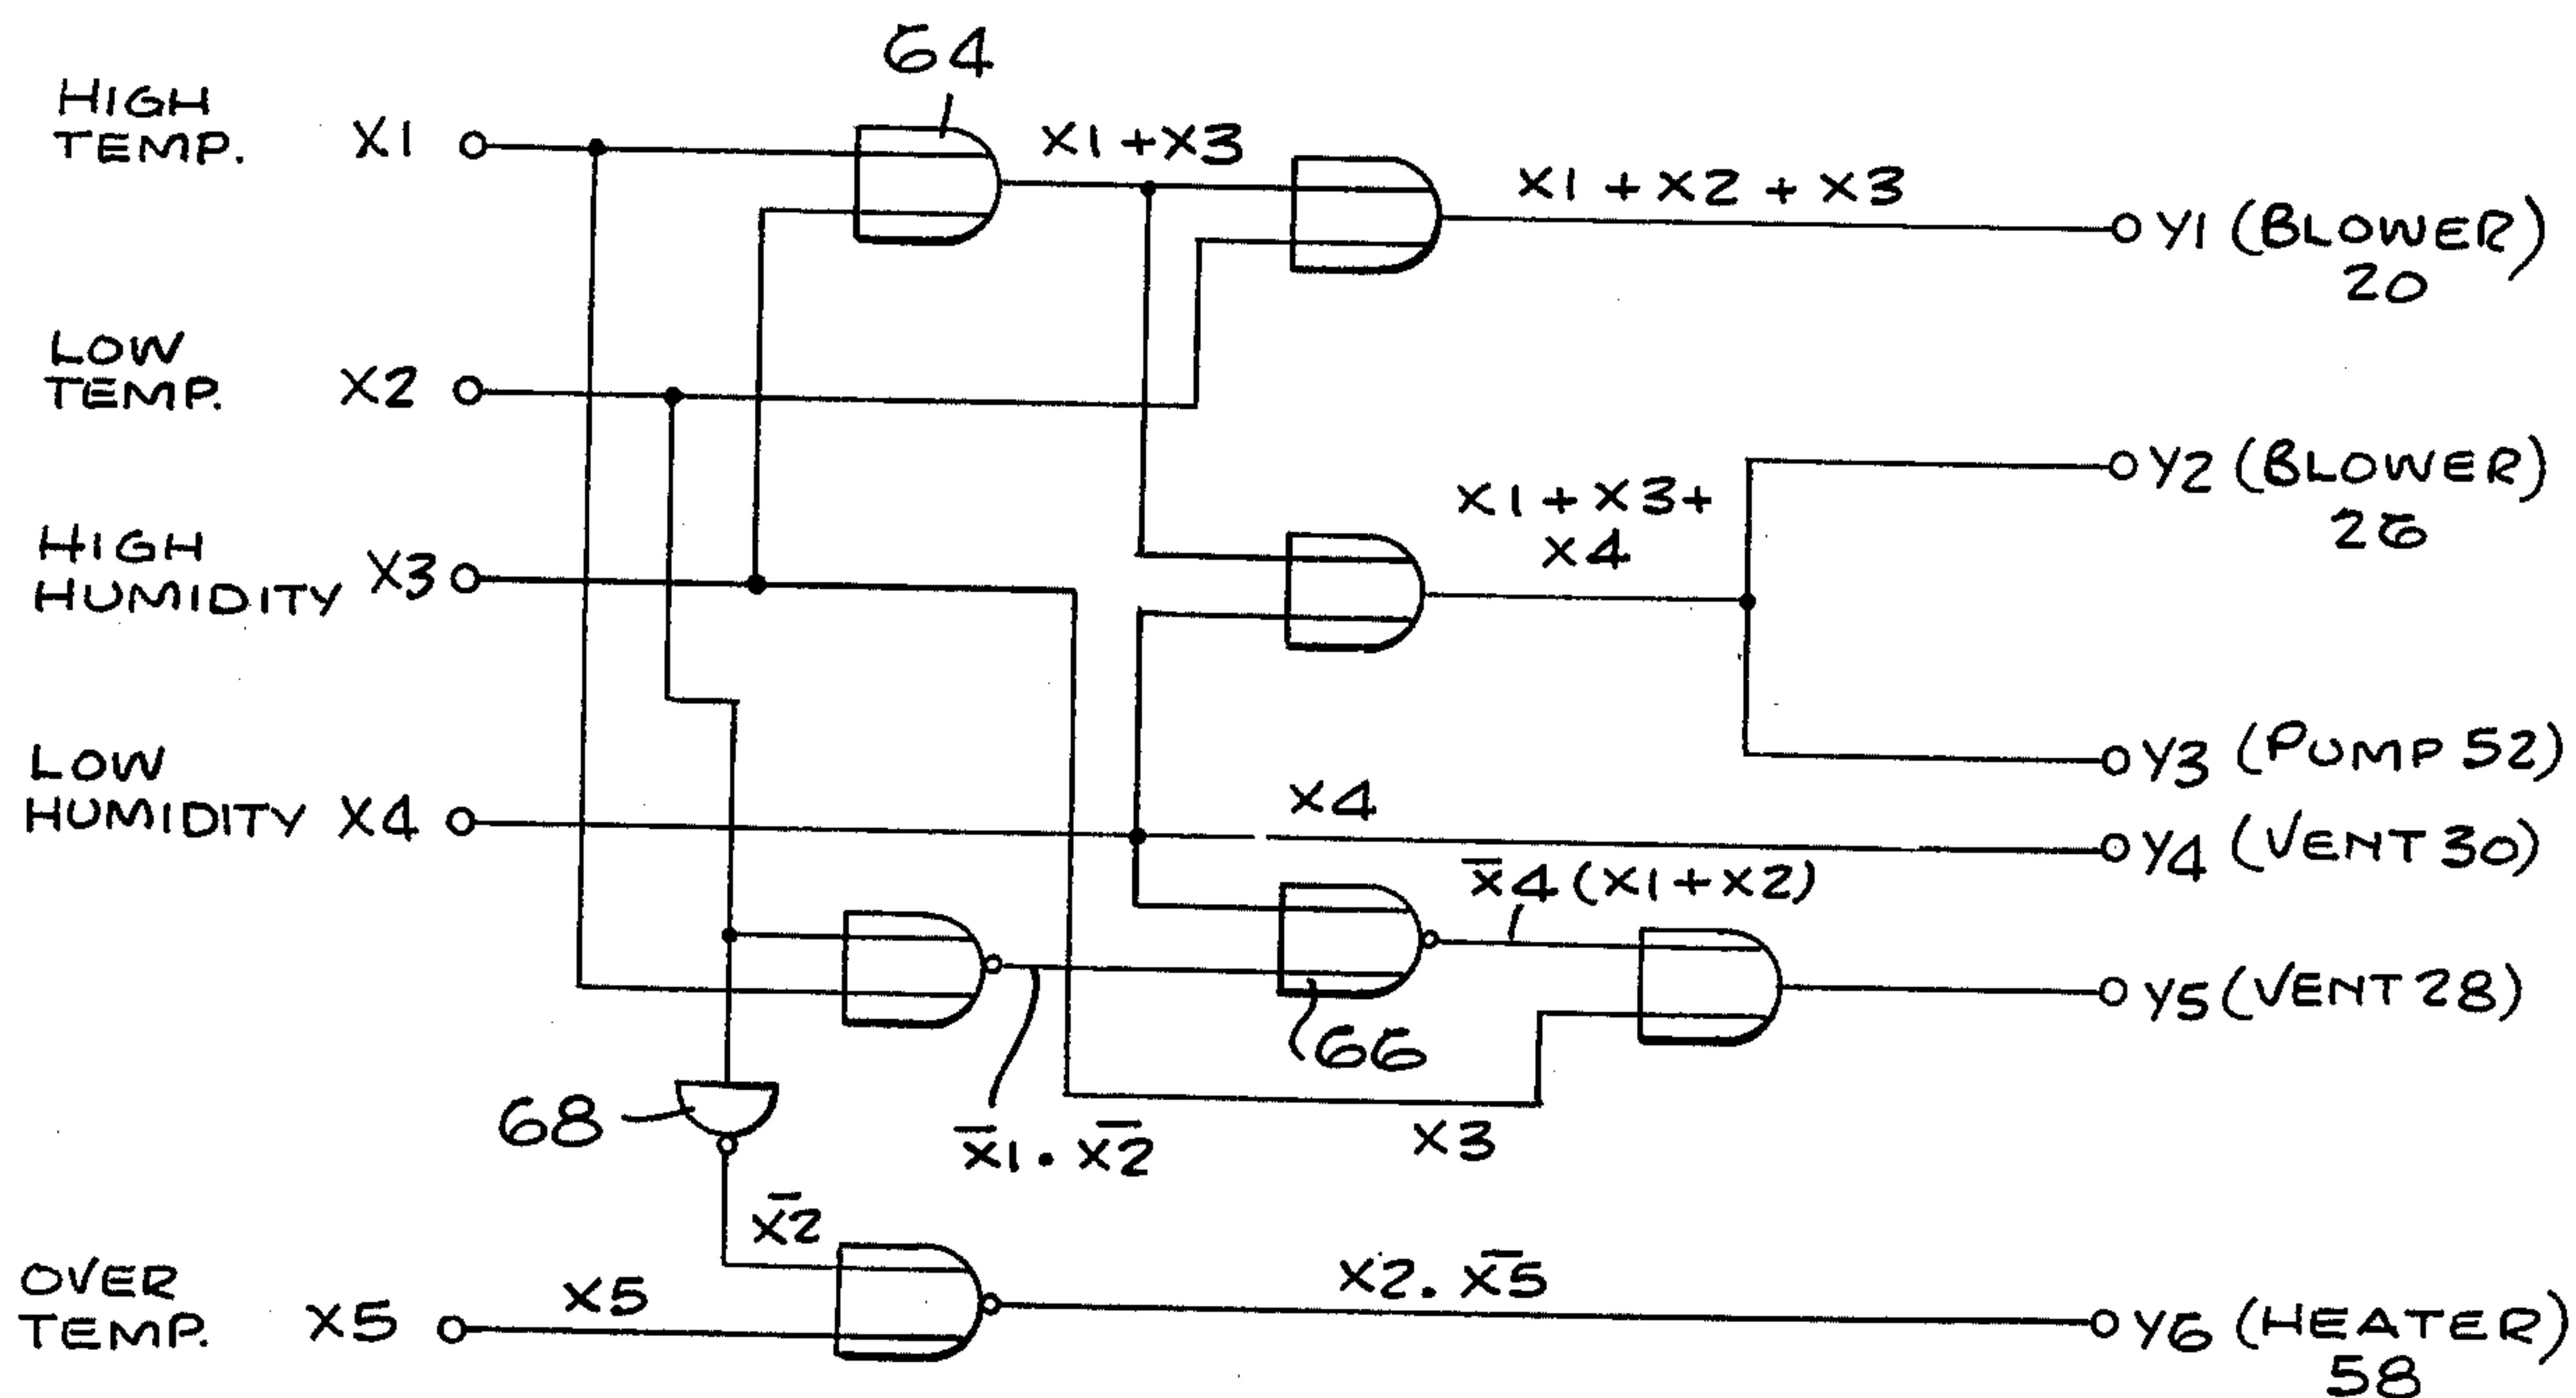 64
HIGH
TEMP. X1
X1 + X3
X1 + X2 + X3
Y1 (BLOWER)
20
LOW
TEMP. X2
X1 + X3 +
X4
Y2 (BLOWER)
26
HIGH
HUMIDITY X3
Y3 (PUMP 52)
LOW
HUMIDITY X4
X4
Y4 (VENT 30)
X̅4 (X1 + X2)
Y5 (VENT 28)
66
68
X̅1 . X̅2̅
X3
X̅2̅
OVER
TEMP. X5
X5
X2 . X̅5̅
Y6 (HEATER)
58